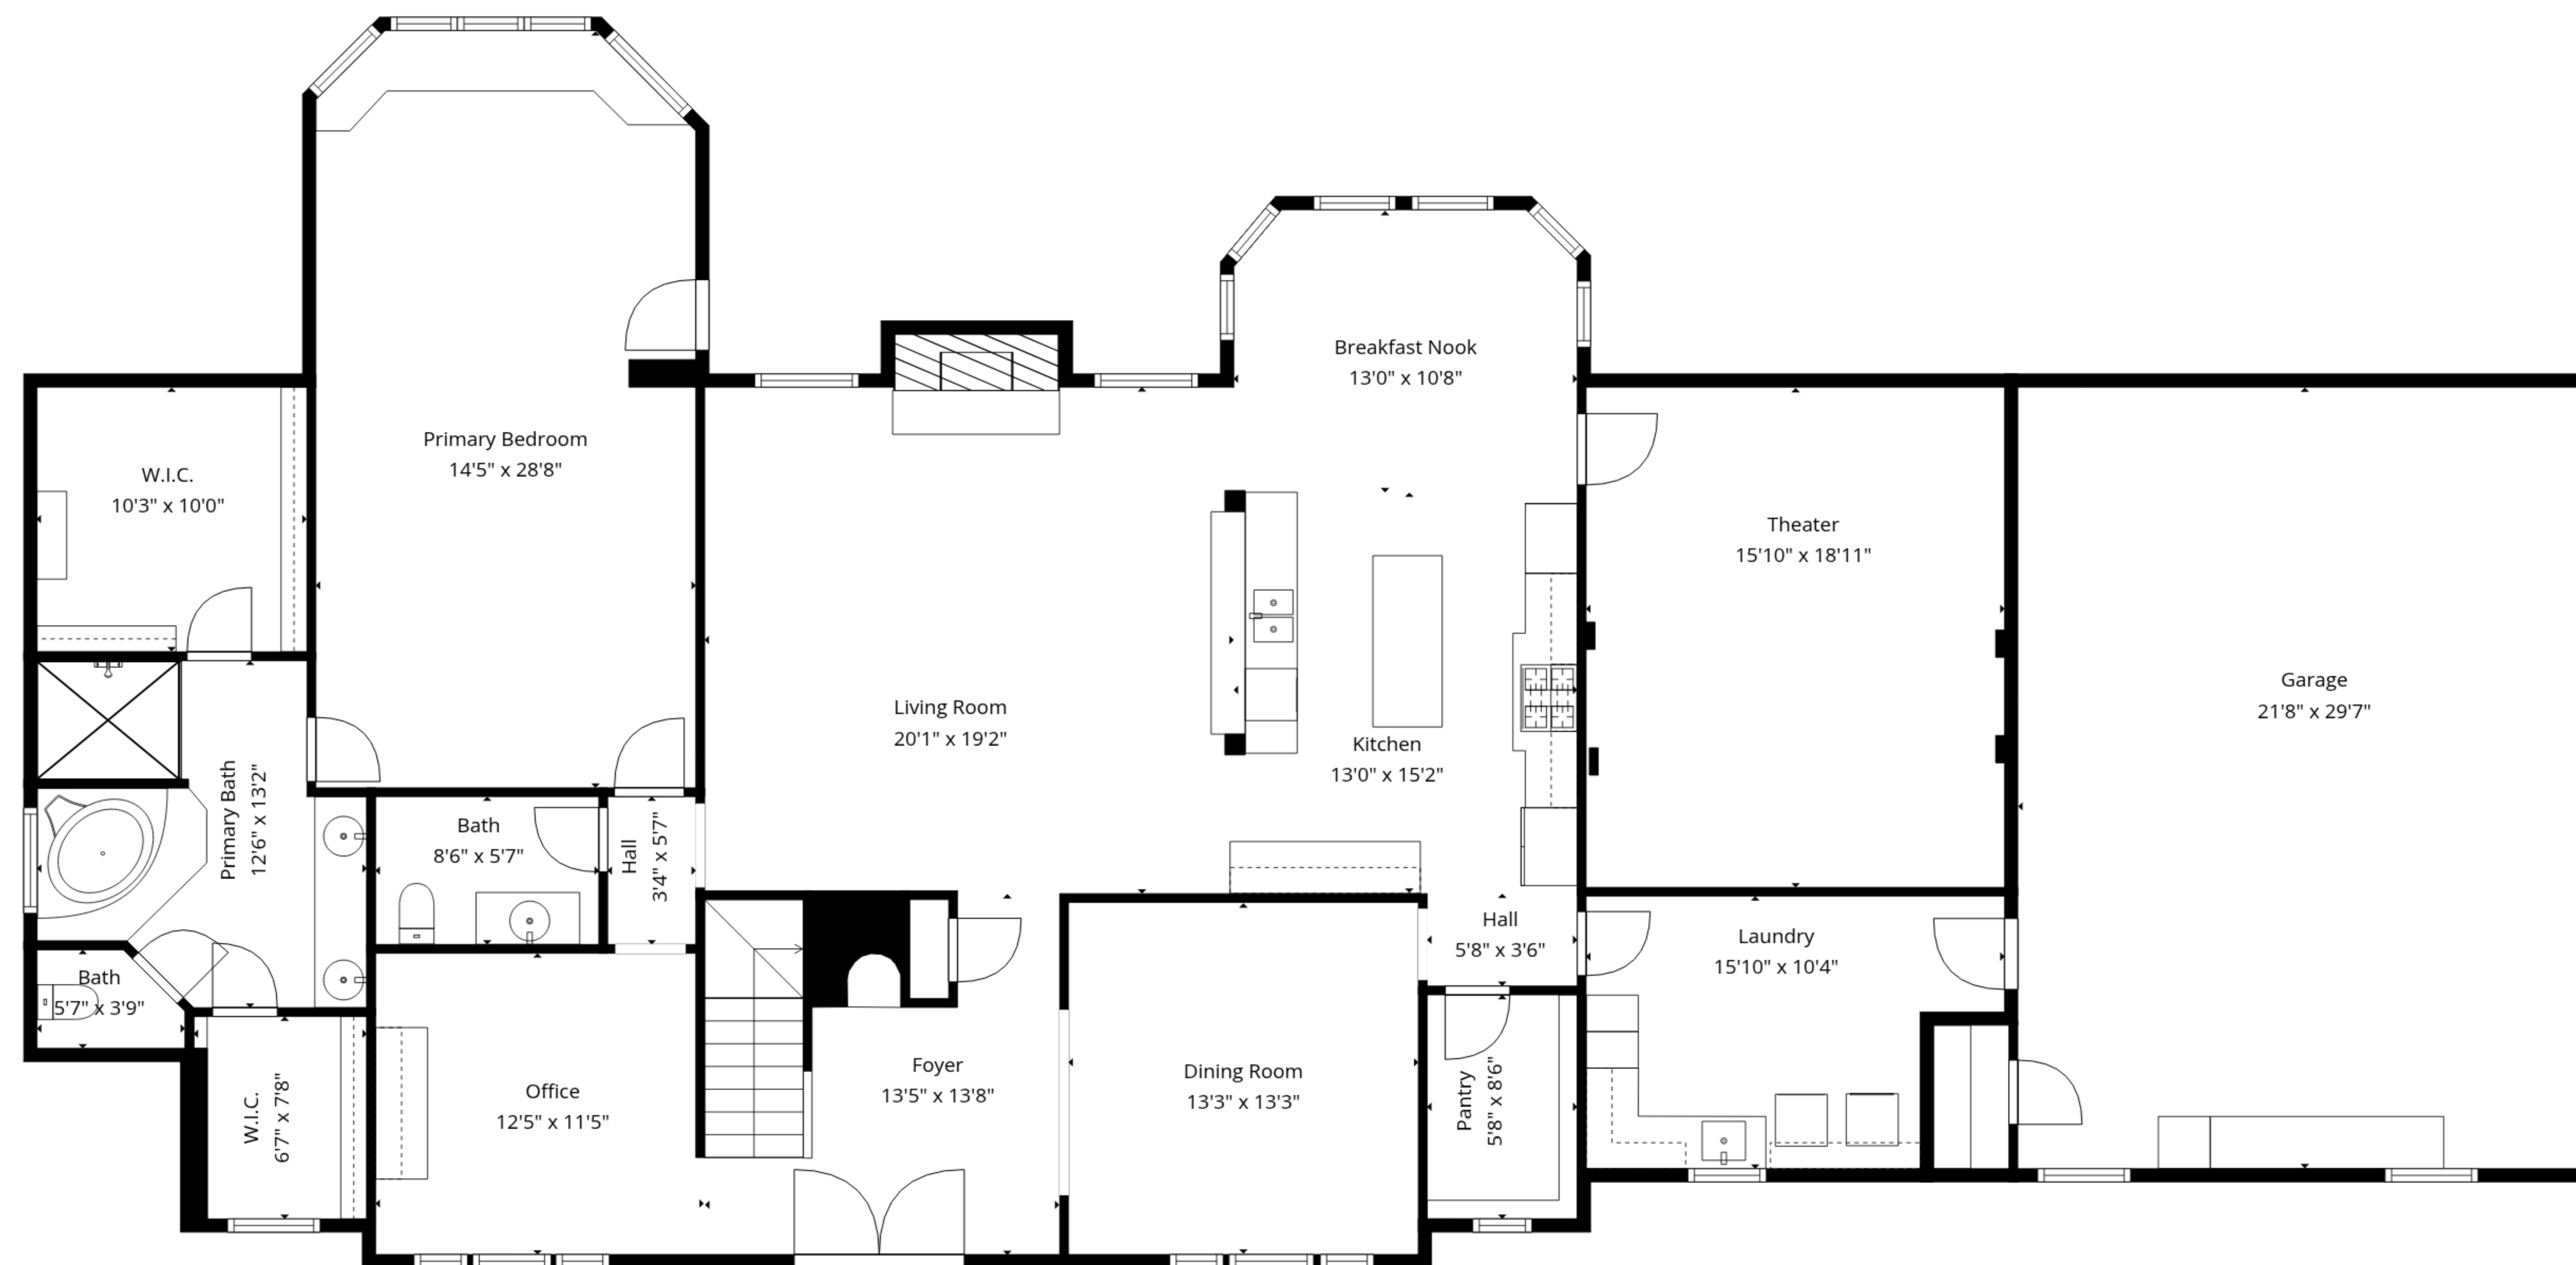 Breakfast Nook
13'0" x 10'8"
Primary Bedroom
14'5" x 28'8"
W.I.C.
10'3" x 10'0"
Theater
15'10" x 18'11"
Garage
21'8" x 29'7"
Living Room
20'1" x 19'2"
Kitchen
13'0" x 15'2"
Primary Bath
12'6" x 13'2"
Bath
8'6" x 5'7"
Hall
3'4" x 5'7"
Hall
5'8" x 3'6"
Laundry
15'10" x 10'4"
Bath
5'7" x 3'9"
W.I.C.
6'7" x 7'8"
Office
12'5" x 11'5"
Foyer
13'5" x 13'8"
Dining Room
13'3" x 13'3"
Pantry
5'8" x 8'6"